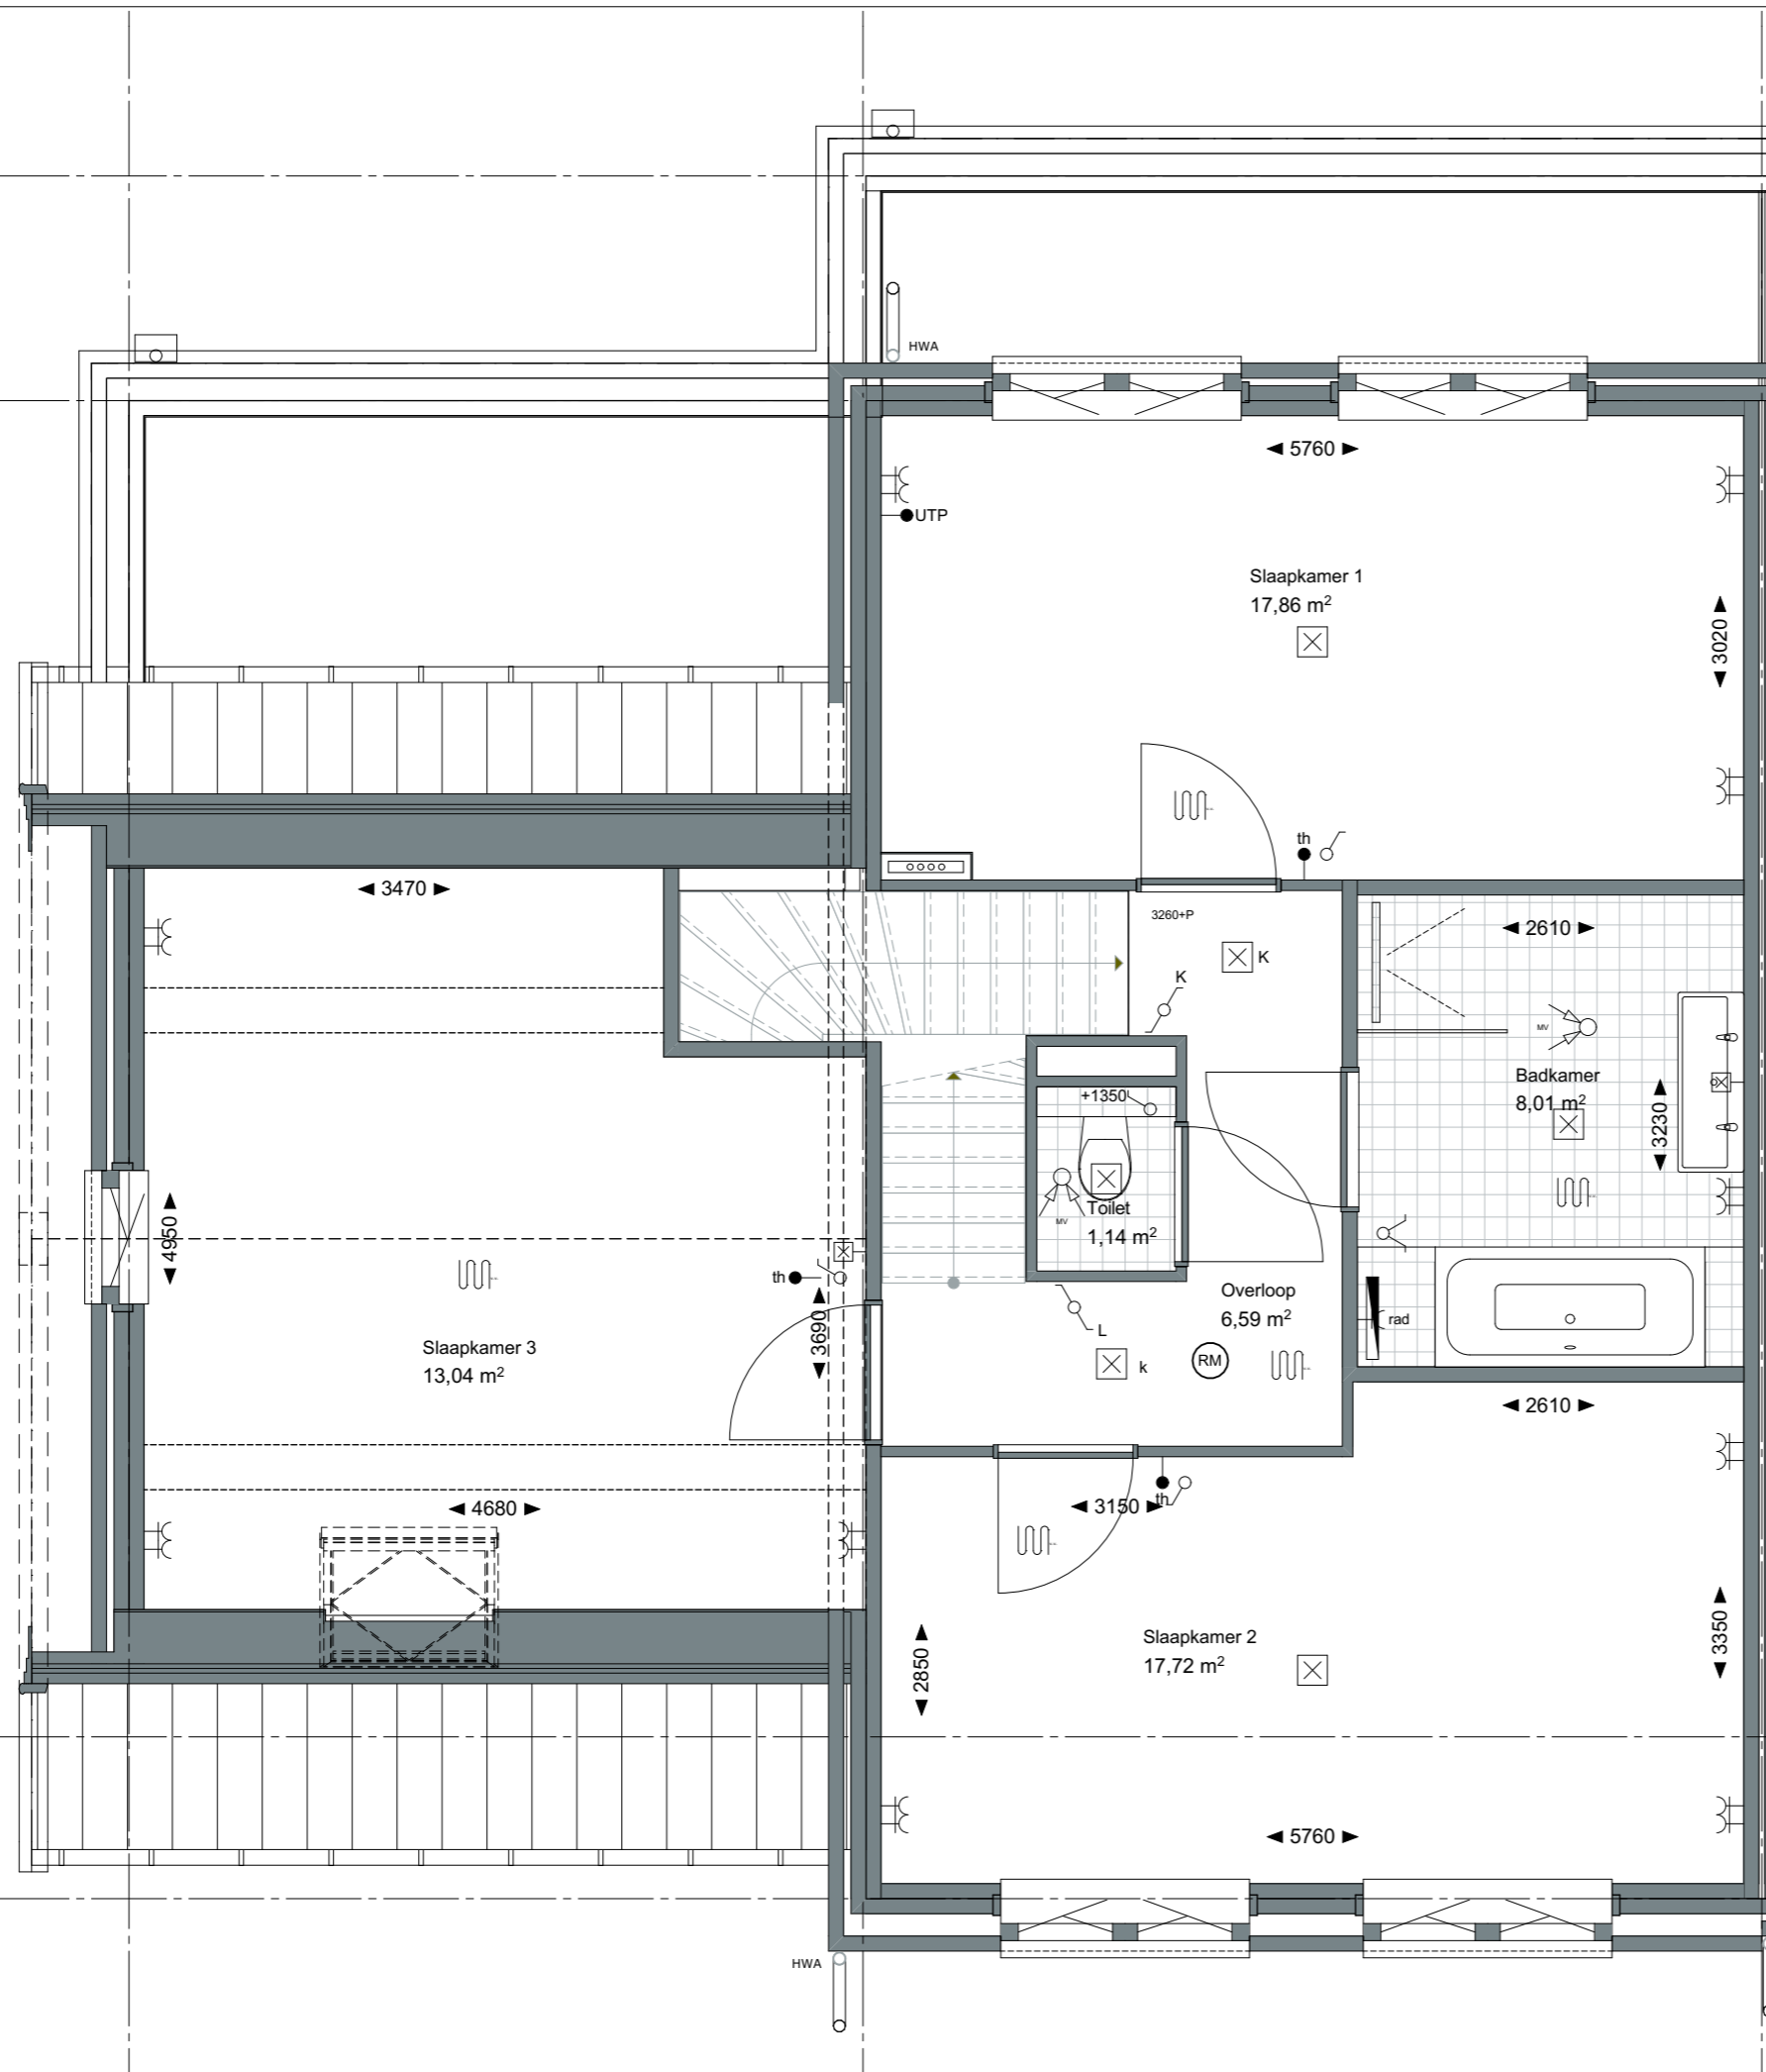 HWA
◄ 5760 ►
UTP
Slaapkamer 1
17,86 m²
◄ 3020 ►
th
◄ 3470 ►
3260+P
K
K
◄ 2610 ►
MV
Badkamer
8,01 m²
◄ 3230 ►
+1350
MV
Toilet
1,14 m²
◄ 4950 ►
th
◄ 3690 ►
Overloop
6,59 m²
L
k
RM
rad
Slaapkamer 3
13,04 m²
◄ 2610 ►
◄ 4680 ►
◄ 3150 ►
th
Slaapkamer 2
17,72 m²
◄ 2850 ►
◄ 3350 ►
◄ 5760 ►
HWA